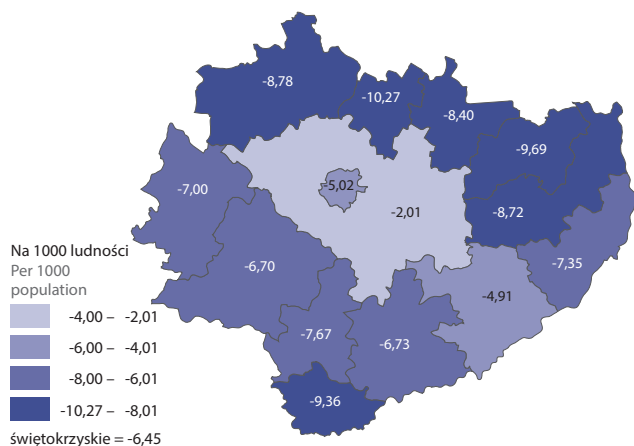 -8,78
-10,27
-8,40
-9,69
-7,00
-5,02
-2,01
-8,72
-7,35
-6,70
-4,91
-7,67
-6,73
-9,36
Na 1000 ludności
Per 1000
population
-4,00 – -2,01
-6,00 – -4,01
-8,00 – -6,01
-10,27 – -8,01
świętokrzyskie = -6,45